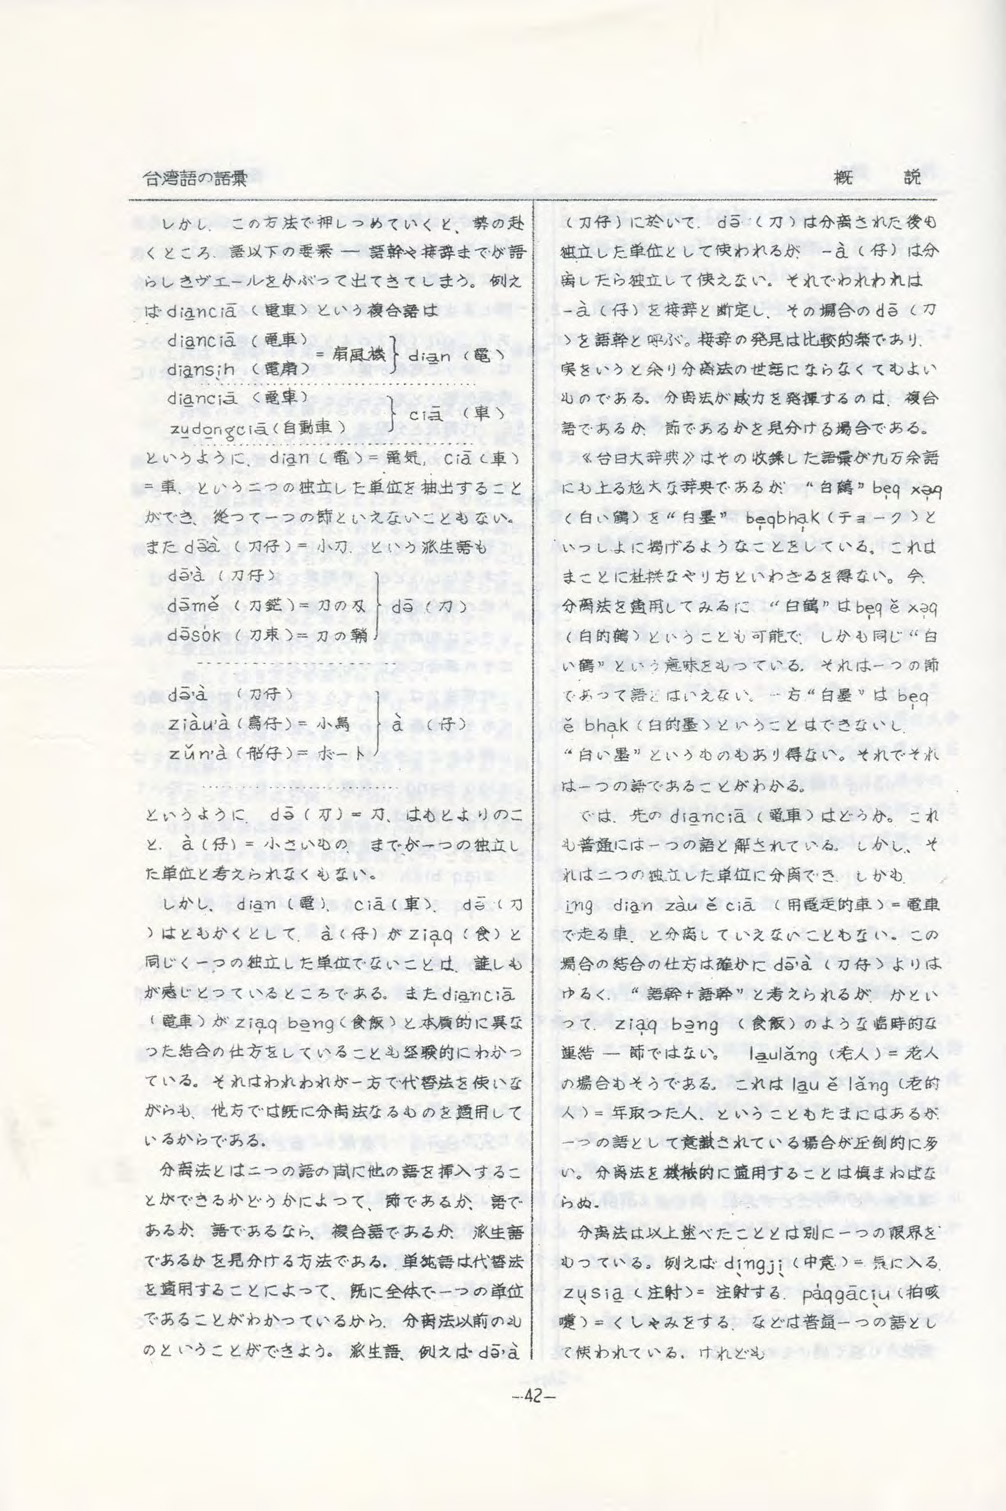 台湾語の語彙
概　説
しかし、この方法で押しつめていくと、勢の赴
くところ、語以下の要素 ── 語幹や接辞までが語
らしきヴェールをかぶって出てきてしまう。例え
ば diạnciā（電車）という複合語は
diạnciā（電車）
diạnsịh（電扇）
= 扇風機
diạn（電）
diạnciā（電車）
zụdọngciā（自動車）
ciā（車）
というように、diạn（電）= 電気, ciā（車）
= 車, という二つの独立した単位を抽出すること
ができ、従つて一つの節といえないこともない。
また də̄à（刀仔）= 小刀, という派生語も
də̄'à（刀仔）
də̄mě（刀鋩）= 刀の刃
də̄sȯk（刀束）= 刀の鞘
də̄（刀）
də̄'à（刀仔）
ziàu'à（鳥仔）= 小鳥
zǔn'à（船仔）= ボート
à（仔）
というように、də̄（刀）= 刀, はもとよりのこ
と, à（仔）= 小さいもの, までが一つの独立し
た単位と考えられなくもない。
しかし、diạn（電）、ciā（車）、də̄（刀
）はともかくとして、à（仔）が ziạq（食）と
同じく一つの独立した単位でないことは、誰しも
が感じとつているところである。また diạnciā
（電車）が ziạq bẹng（食飯）と本質的に異な
つた結合の仕方をしていることも経験的にわかつ
ている。それはわれわれが一方で代替法を使いな
がらも、他方では既に分離法なるものを適用して
いるからである。
分離法とは二つの語の間に他の語を挿入するこ
とができるかどうかによって、節であるか、語で
あるか、語であるなら、複合語であるか、派生語
であるかを見分ける方法である。単純語は代替法
を適用することによって、既に全体で一つの単位
であることがわかっているから、分離法以前のも
のということができよう。派生語、例えば də̄'à
（刀仔）に於いて、də̄（刀）は分離された後も
独立した単位として使われるが、-à（仔）は分
離したら独立して使えない。それでわれわれは
-à（仔）を接辞と断定し、その場合の də̄（刀
）を語幹と呼ぶ。接辞の発見は比較的楽であり、
実をいうと余り分離法の世話にならなくてもよい
ものである。分離法が威力を発揮するのは、複合
語であるか、節であるかを見分ける場合である。
《台日大辞典》はその収録した語彙が九万余語
にも上る尨大な辞典であるが、“白鶴” bẹq xạq
（白い鶴）を“白墨” bẹqbhạk（チョーク）と
いっしよに掲げるようなことをしている。これは
まことに杜撰なやり方といわざるを得ない。今、
分離法を適用してみるに、“白鶴”は bẹq ě xạq
（白的鶴）ということも可能で、しかも同じ“白
い鶴”という意味をもつている。それは一つの節
であって語とはいえない。一方“白墨”は bẹq
ě bhạk（白的墨）ということはできないし、
“白い墨”というものもあり得ない。それでそれ
は一つの語であることがわかる。
では、先の diạnciā（電車）はどうか。これ
も普通には一つの語と解されている。しかし、そ
れは二つの独立した単位に分離でき、しかも、
ịng diạn zàu ě ciā（用電走的車）= 電車
で走る車, と分離していえないこともない。この
場合の結合の仕方は確かに də̄'à（刀仔）よりは
ゆるく、“語幹+語幹”と考えられるが、かとい
って、ziạq bẹng（食飯）のような臨時的な
連結 ─ 節ではない。lạulǎng（老人）= 老人
の場合もそうである。これは lạu ě lǎng（老的
人）= 年取った人, ということもたまにはあるが、
一つの語として意識されている場合が圧倒的に多
い。分離法を機械的に適用することは慎まねばな
らぬ。
分離法は以上述べたこととは別に一つの限界を
もつている。例えば dịngjị（中意）= 気に入る,
zụsiạ（注射）= 注射する, pàqgāciụ（拍咳
嚏）= くしゃみをする, などは普通一つの語とし
て使われている。けれども
─42─